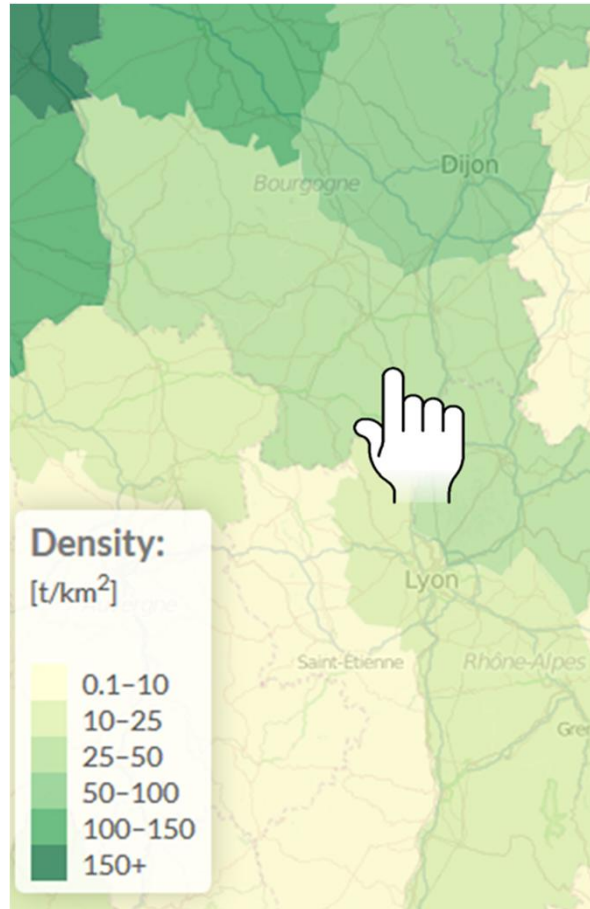 Dijon
Bourgogne
Density:
[t/km²]
Lyon
Saint-Étienne
Rhône-Alpes
Gre
0.1–10
10–25
25–50
50–100
100–150
150+